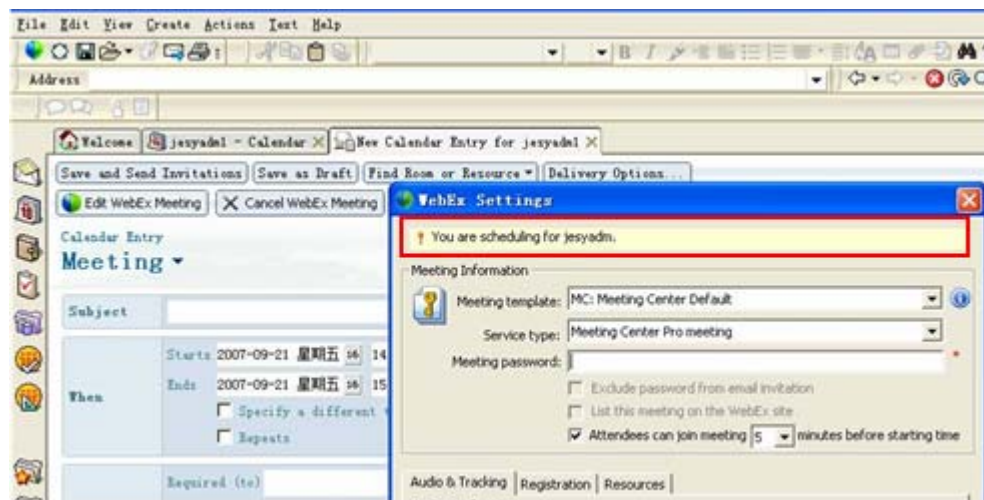 File Edit View Create Actions Text Help
Address
Welcome jesyadm1 - Calendar New Calendar Entry for jesyadm1
Save and Send Invitations Save as Draft Find Room or Resource Delivery Options...
Edit WebEx Meeting Cancel WebEx Meeting
WebEx Settings
You are scheduling for jesyadm.
Calendar Entry
Meeting
Meeting Information
Meeting template: MC: Meeting Center Default
Service type: Meeting Center Pro meeting
Meeting password: *
Exclude password from email invitation
List this meeting on the WebEx site
Attendees can join meeting 5 minutes before starting time
Audio & Tracking Registration Resources
Subject
When
Starts 2007-09-21 星期五 16 14
Ends 2007-09-21 星期五 16 15
Specify a different
Repeats
Required (to)